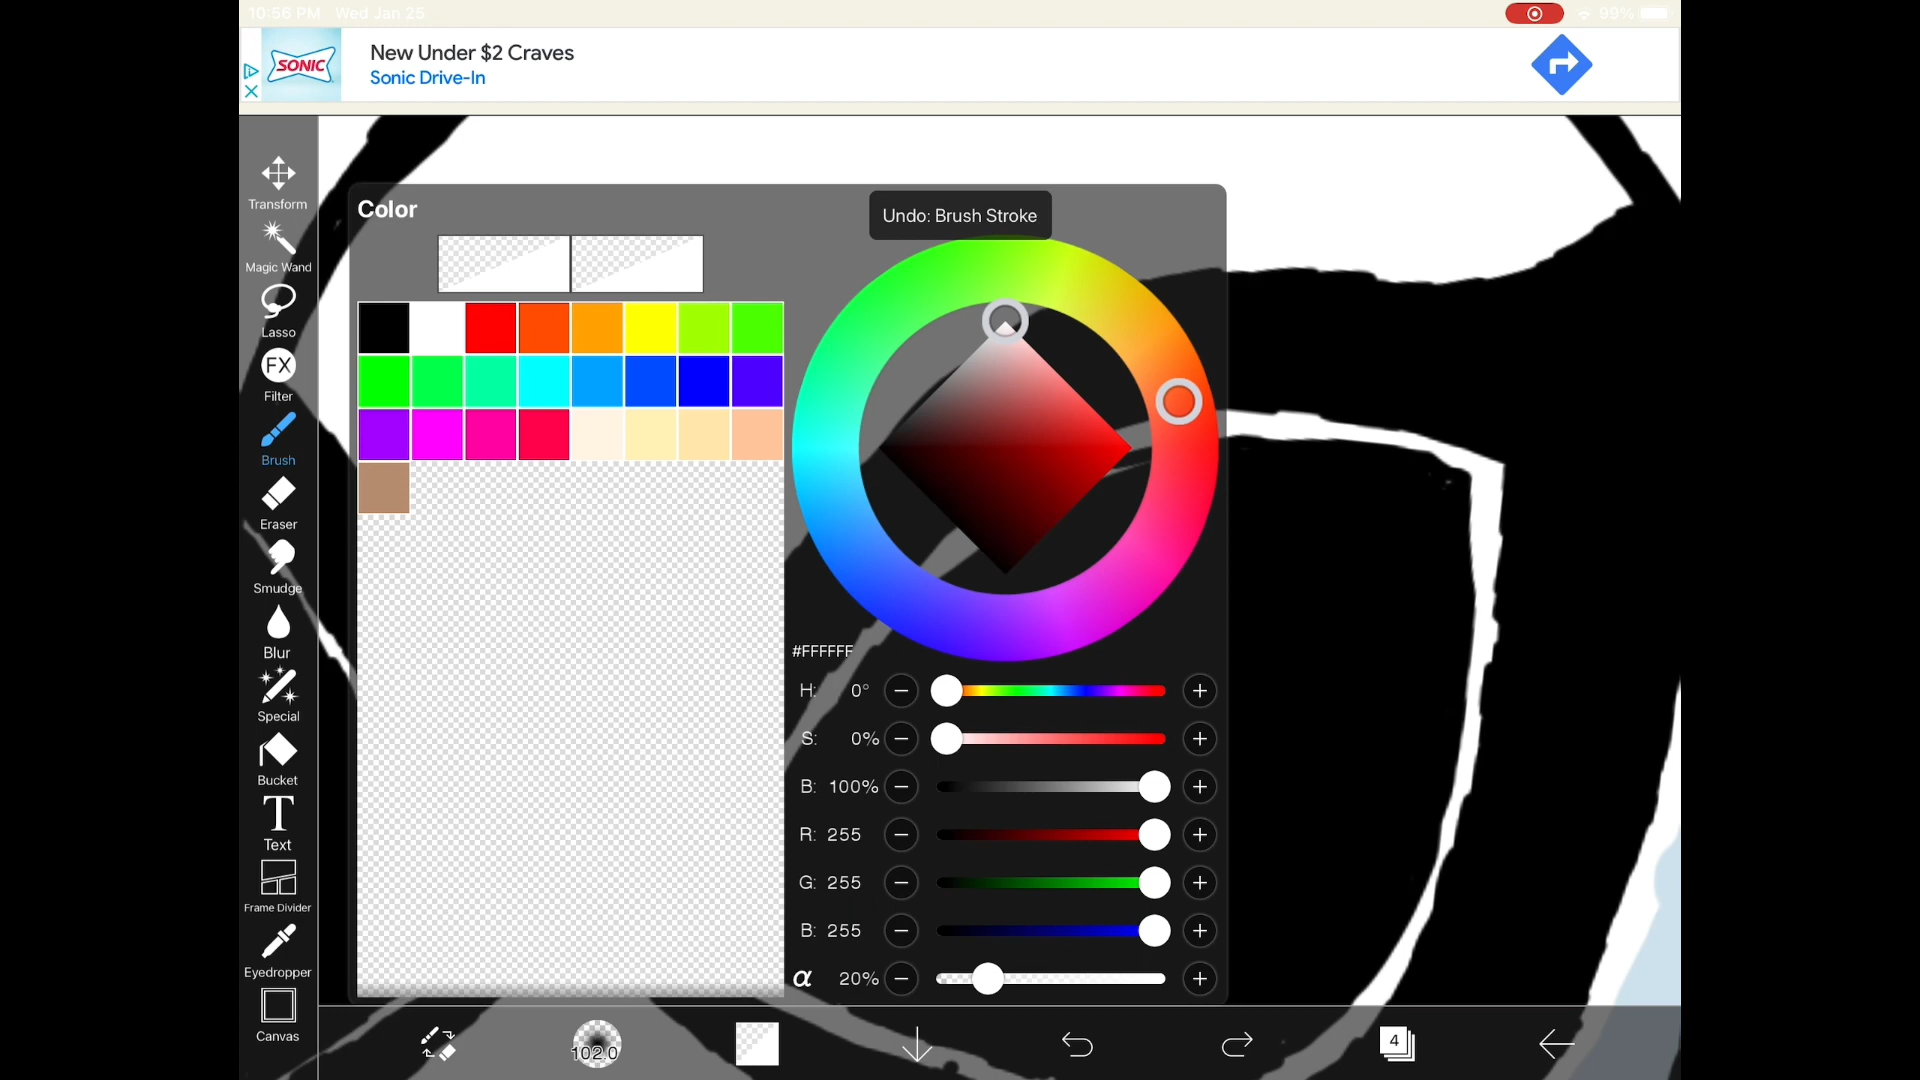 10:56 PM Wed Jan 25
99%
SONIC
New Under $2 Craves
Sonic Drive-In
Transform
Magic Wand
Lasso
FX
Filter
Brush
Eraser
Smudge
Blur
Special
Bucket
T
Text
Frame Divider
Eyedropper
Canvas
Color
Undo: Brush Stroke
#FFFFFF
H: 0°
S: 0%
B: 100%
R: 255
G: 255
B: 255
α 20%
102.0
4